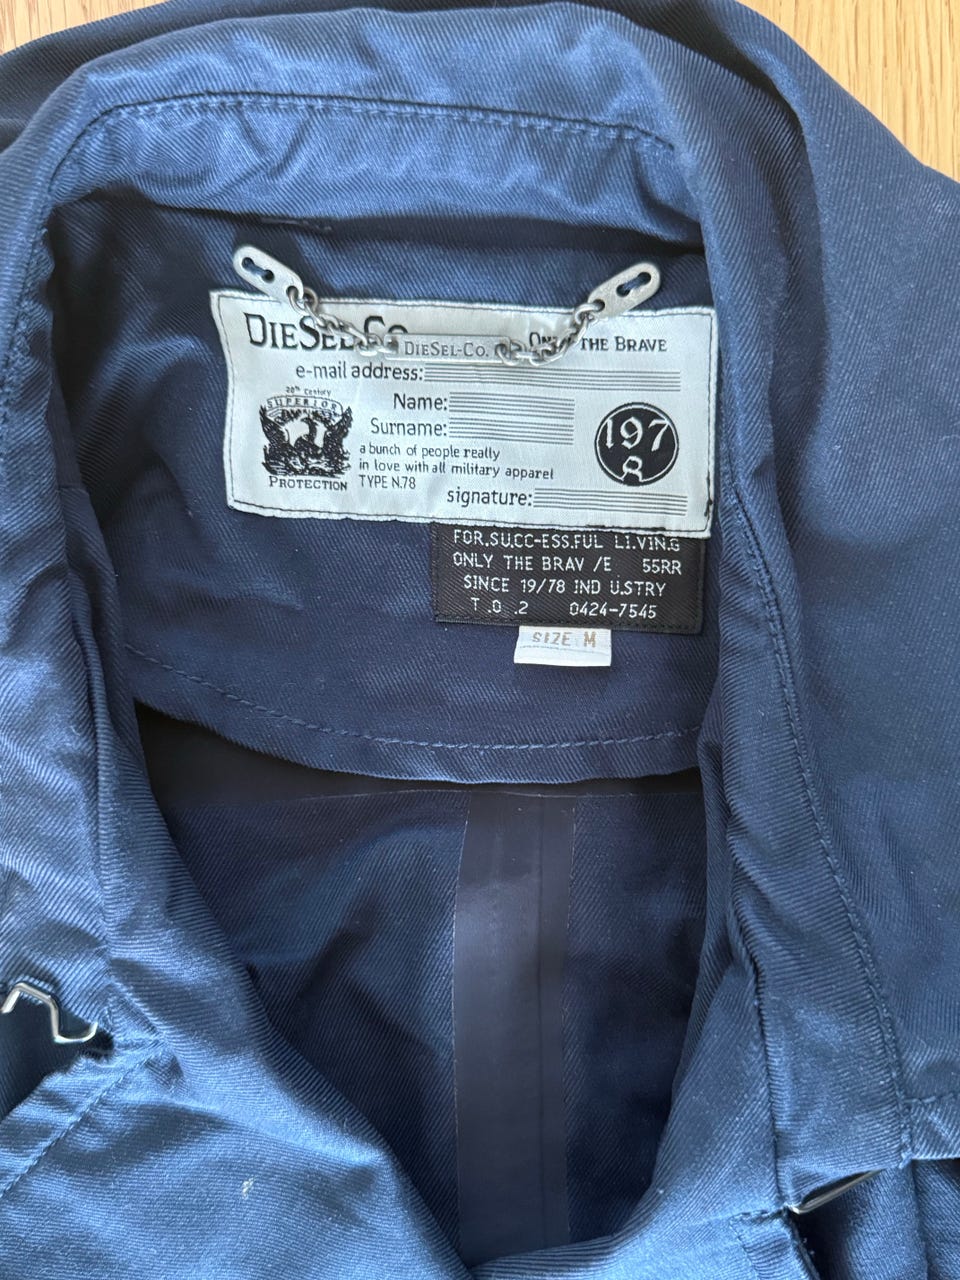 DIESEL-CO
DIESEL-CO.
ONLY THE BRAVE
e-mail address:
20th Century
SUPERIOR
PROTECTION
Name:
Surname:
a bunch of people really
in love with all military apparel
TYPE N.78
signature:
197
8
FOR.SU.CC-ESS.FUL LI.VIN.G
ONLY THE BRAV /E 55RR
SINCE 19/78 IND U.STRY
T .O .2 0424-7545
SIZE M